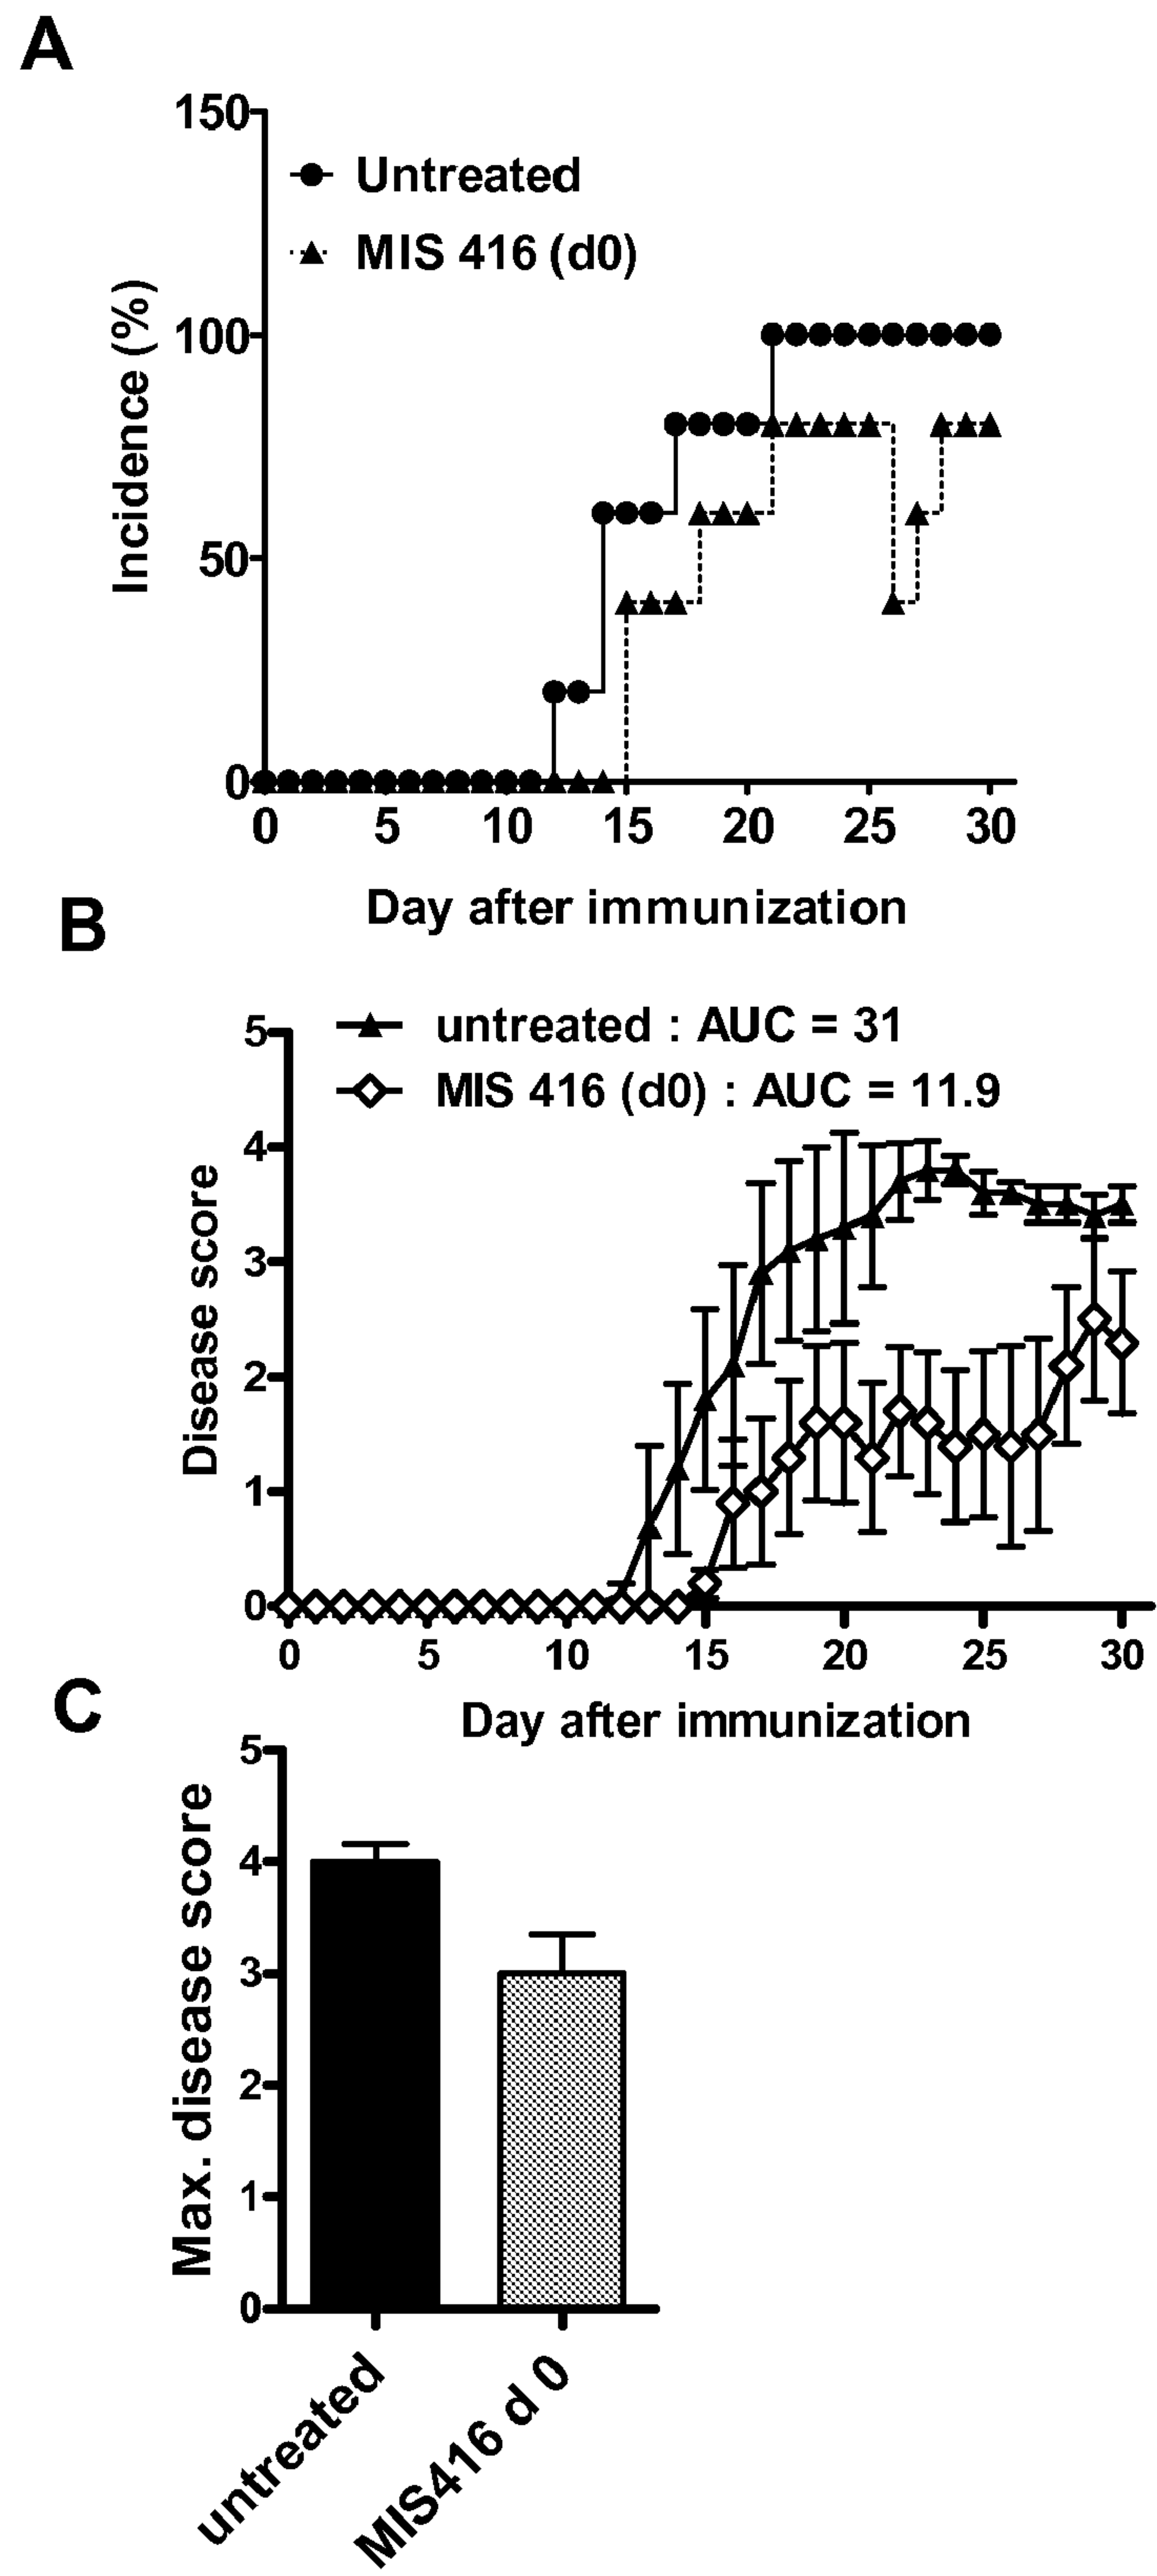 A
150
Untreated
MIS 416 (d0)
100
50
0
Incidence (%)
0 5 10 15 20 25 30
Day after immunization
B
untreated : AUC = 31
MIS 416 (d0) : AUC = 11.9
5
4
3
2
1
0
Disease score
0 5 10 15 20 25 30
Day after immunization
C
5
4
3
2
1
0
Max. disease score
untreated
MIS416 d 0